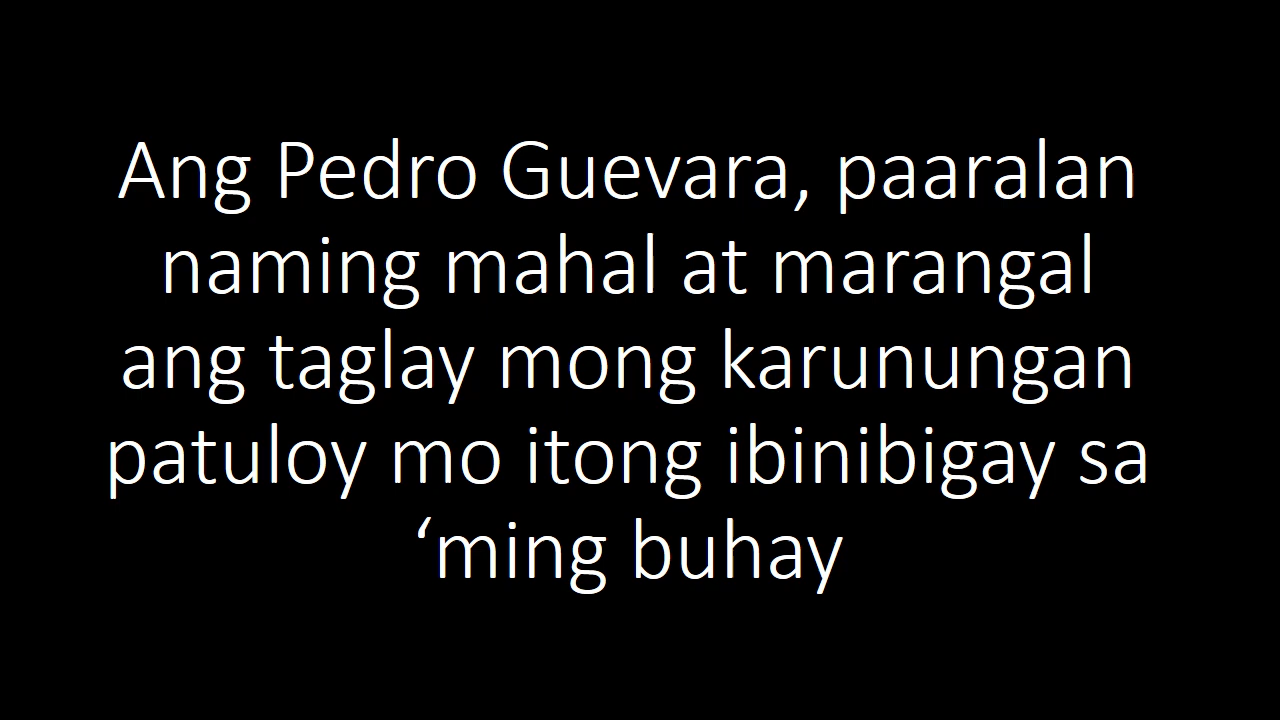 Ang Pedro Guevara, paaralan
naming mahal at marangal
ang taglay mong karunungan
patuloy mo itong ibinibigay sa
‘ming buhay